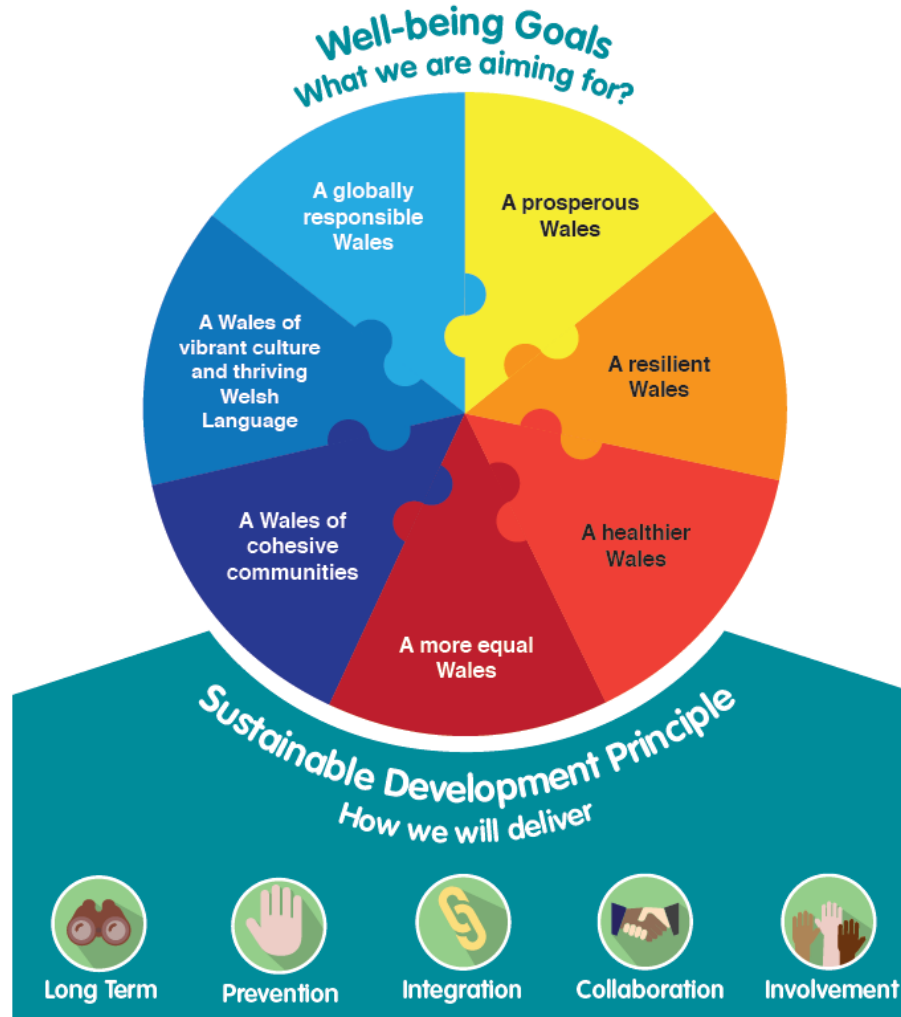 Well-being Goals
What we are aiming for?
A globally
responsible
Wales
A prosperous
Wales
A resilient
Wales
A healthier
Wales
A more equal
Wales
A Wales of
cohesive
communities
A Wales of
vibrant culture
and thriving
Welsh
Language
Sustainable Development Principle
How we will deliver
Long Term
Prevention
Integration
Collaboration
Involvement